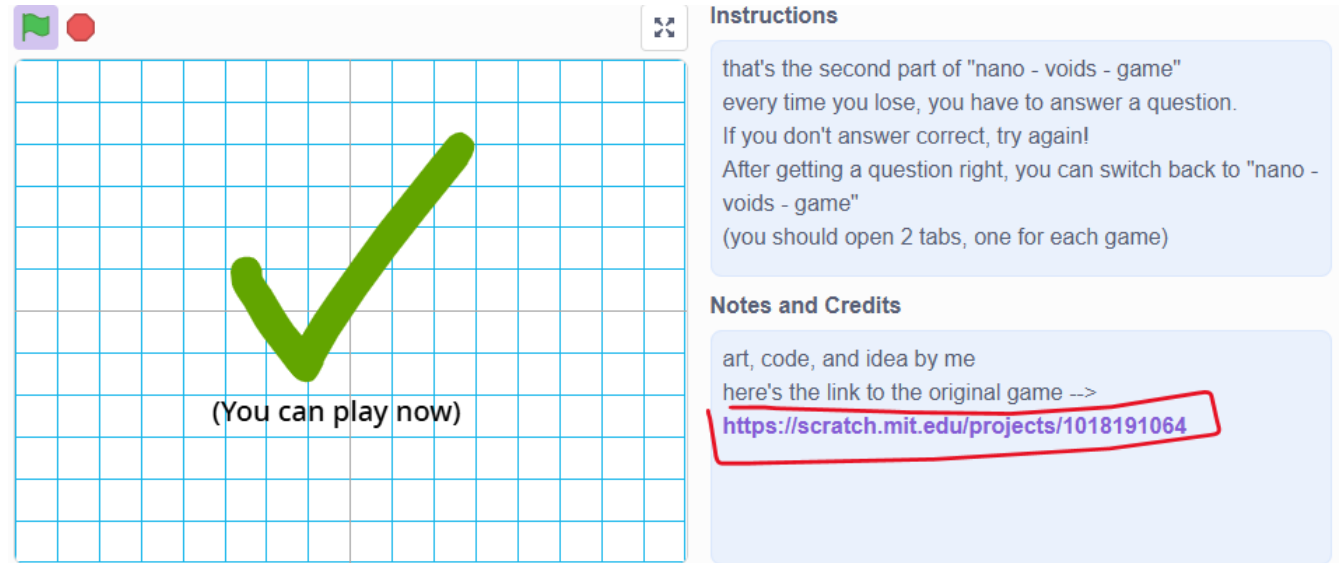 Instructions
that's the second part of "nano - voids - game"
every time you lose, you have to answer a question.
If you don't answer correct, try again!
After getting a question right, you can switch back to "nano -
voids - game"
(you should open 2 tabs, one for each game)
(You can play now)
Notes and Credits
art, code, and idea by me
here's the link to the original game -->
https://scratch.mit.edu/projects/1018191064